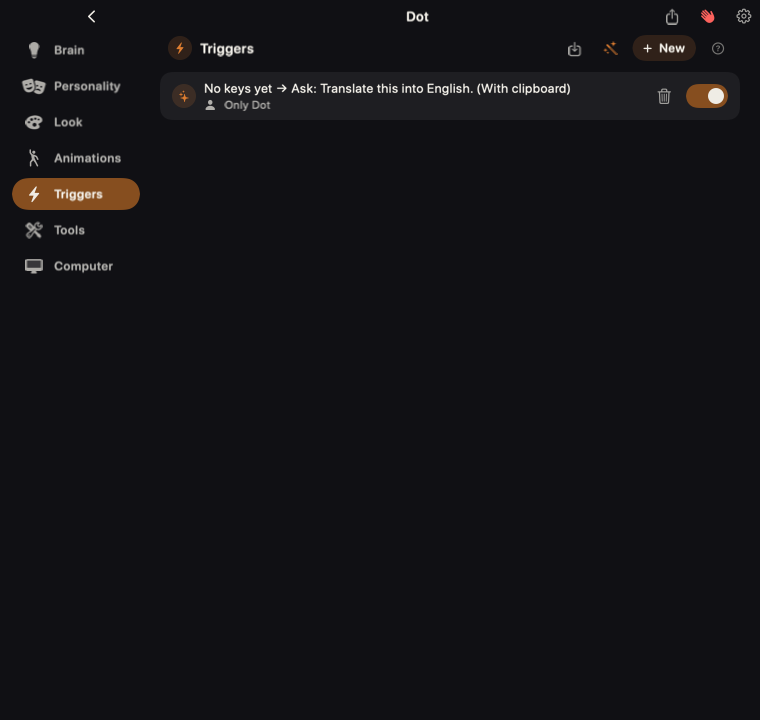 Dot
Brain
Personality
Look
Animations
Triggers
Tools
Computer
Triggers
+ New
No keys yet → Ask: Translate this into English. (With clipboard)
Only Dot